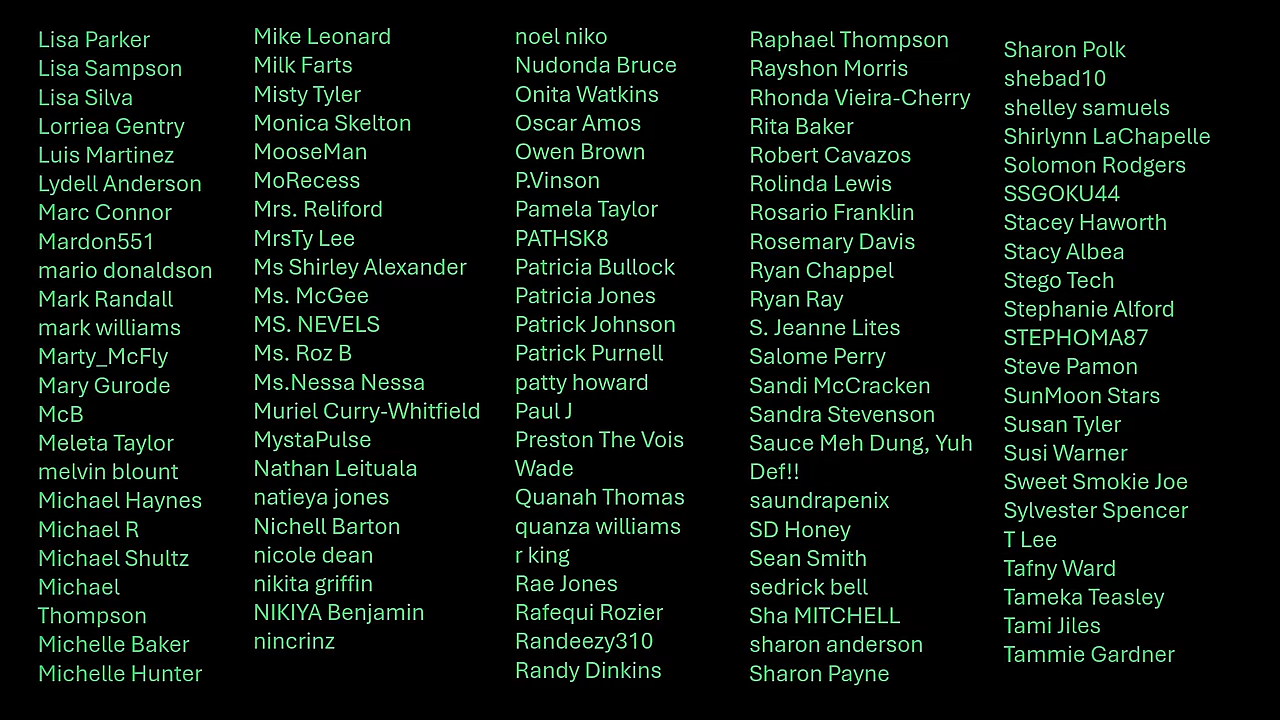 Lisa Parker
Lisa Sampson
Lisa Silva
Lorriea Gentry
Luis Martinez
Lydell Anderson
Marc Connor
Mardon551
mario donaldson
Mark Randall
mark williams
Marty_McFly
Mary Gurode
McB
Meleta Taylor
melvin blount
Michael Haynes
Michael R
Michael Shultz
Michael
Thompson
Michelle Baker
Michelle Hunter
Mike Leonard
Milk Farts
Misty Tyler
Monica Skelton
MooseMan
MoRecess
Mrs. Reliford
MrsTy Lee
Ms Shirley Alexander
Ms. McGee
MS. NEVELS
Ms. Roz B
Ms.Nessa Nessa
Muriel Curry-Whitfield
MystaPulse
Nathan Leituala
natieya jones
Nichell Barton
nicole dean
nikita griffin
NIKIYA Benjamin
nincrinz
noel niko
Nudonda Bruce
Onita Watkins
Oscar Amos
Owen Brown
P.Vinson
Pamela Taylor
PATHSK8
Patricia Bullock
Patricia Jones
Patrick Johnson
Patrick Purnell
patty howard
Paul J
Preston The Vois
Wade
Quanah Thomas
quanza williams
r king
Rae Jones
Rafequi Rozier
Randeezy310
Randy Dinkins
Raphael Thompson
Rayshon Morris
Rhonda Vieira-Cherry
Rita Baker
Robert Cavazos
Rolinda Lewis
Rosario Franklin
Rosemary Davis
Ryan Chappel
Ryan Ray
S. Jeanne Lites
Salome Perry
Sandi McCracken
Sandra Stevenson
Sauce Meh Dung, Yuh
Def!!
saundrapenix
SD Honey
Sean Smith
sedrick bell
Sha MITCHELL
sharon anderson
Sharon Payne
Sharon Polk
shebad10
shelley samuels
Shirlynn LaChapelle
Solomon Rodgers
SSGOKU44
Stacey Haworth
Stacy Albea
Stego Tech
Stephanie Alford
STEPHOMA87
Steve Pamon
SunMoon Stars
Susan Tyler
Susi Warner
Sweet Smokie Joe
Sylvester Spencer
T Lee
Tafny Ward
Tameka Teasley
Tami Jiles
Tammie Gardner